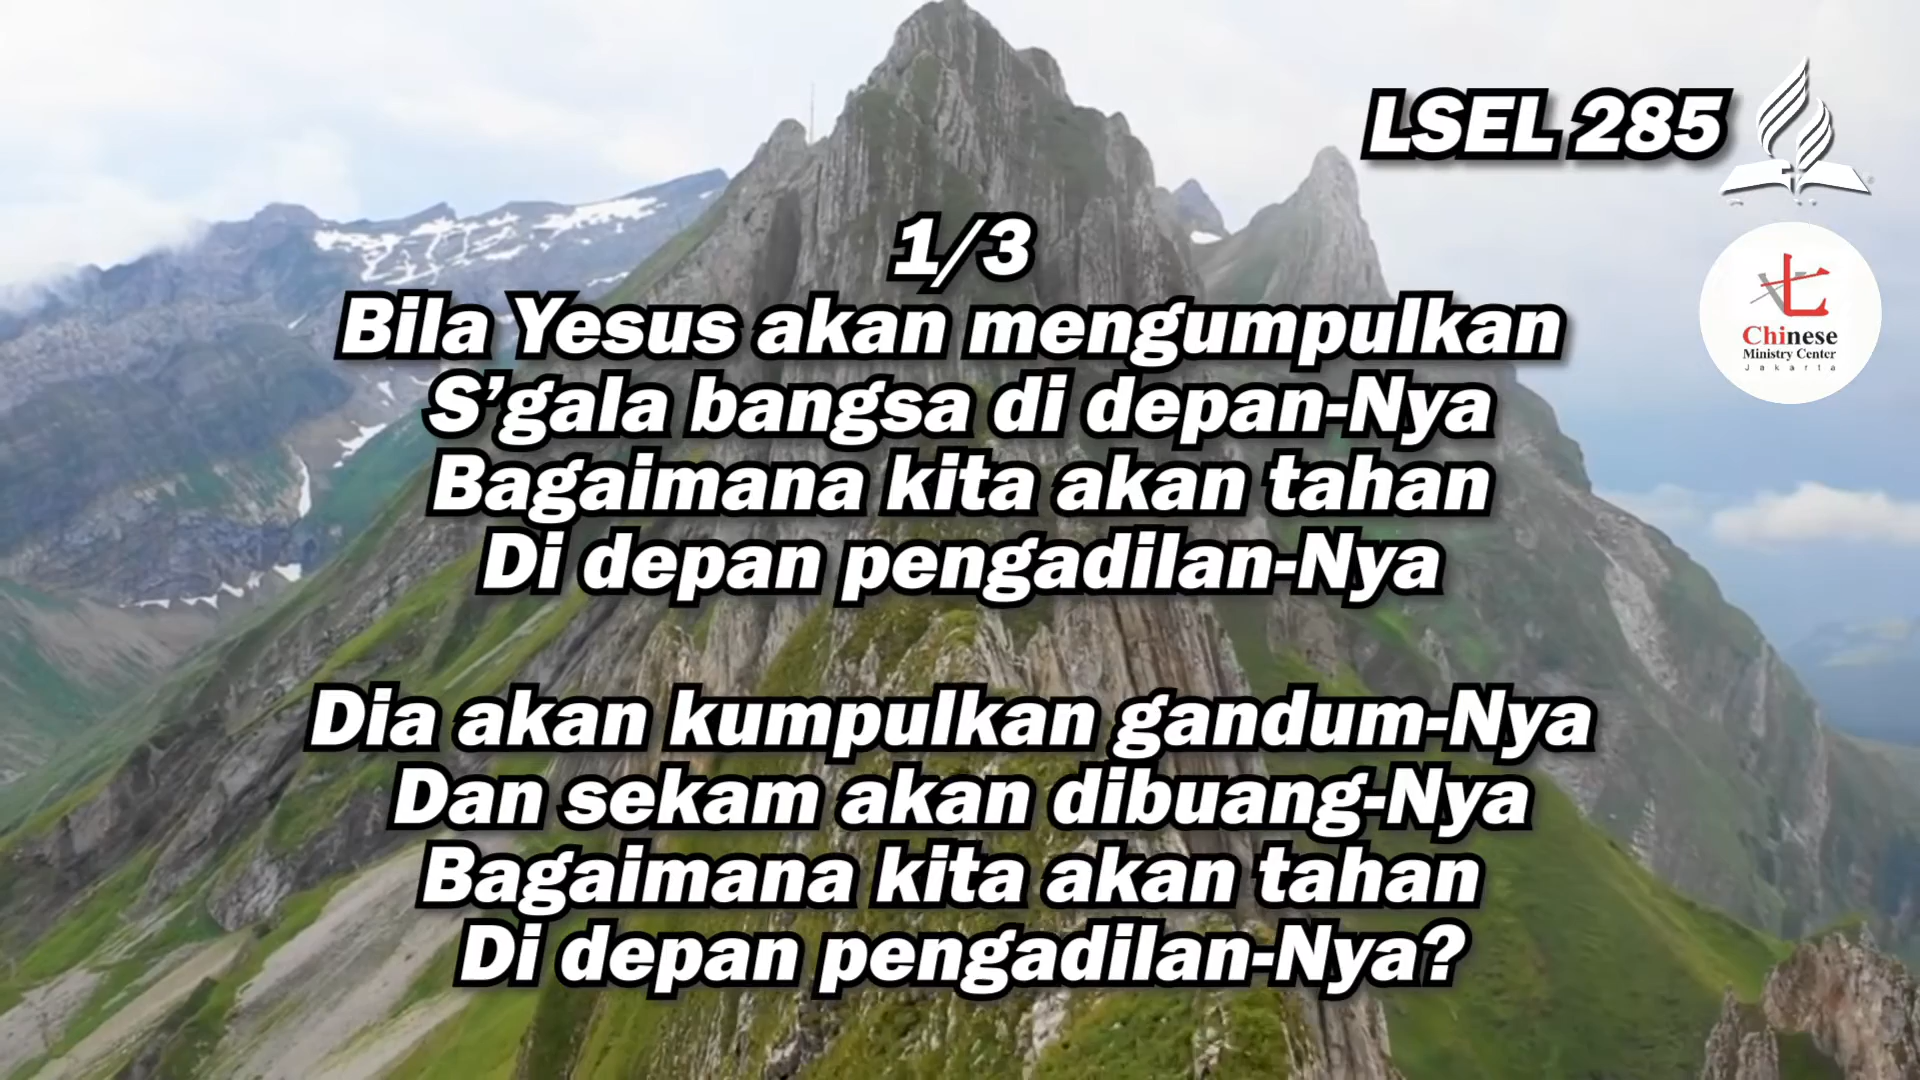 LSEL 285
1/3
Bila Yesus akan mengumpulkan
S'gala bangsa di depan-Nya
Bagaimana kita akan tahan
Di depan pengadilan-Nya
Dia akan kumpulkan gandum-Nya
Dan sekam akan dibuang-Nya
Bagaimana kita akan tahan
Di depan pengadilan-Nya?
七
Chinese
Ministry Center
Jakarta